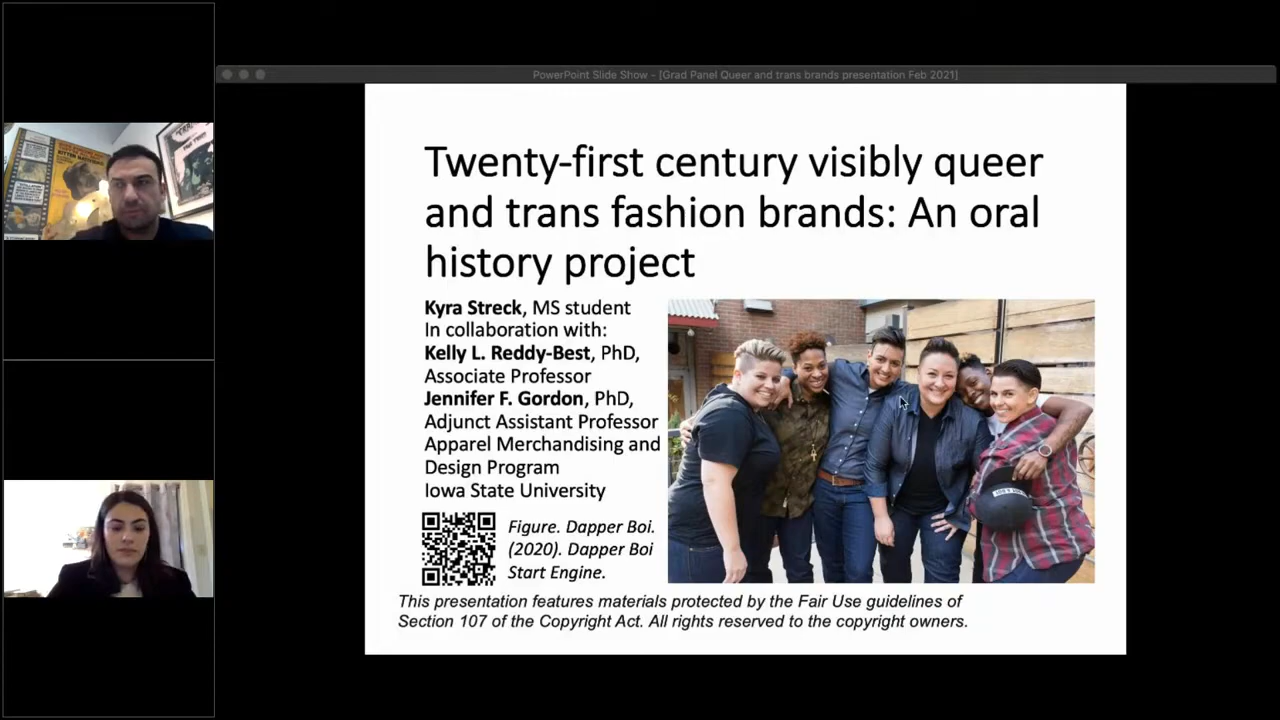 PowerPoint Slide Show - [Grad Panel Queer and trans brands presentation Feb 2021]
Twenty-first century visibly queer
and trans fashion brands: An oral
history project
Kyra Streck, MS student
In collaboration with:
Kelly L. Reddy-Best, PhD,
Associate Professor
Jennifer F. Gordon, PhD,
Adjunct Assistant Professor
Apparel Merchandising and
Design Program
Iowa State University
Figure. Dapper Boi.
(2020). Dapper Boi
Start Engine.
This presentation features materials protected by the Fair Use guidelines of
Section 107 of the Copyright Act. All rights reserved to the copyright owners.